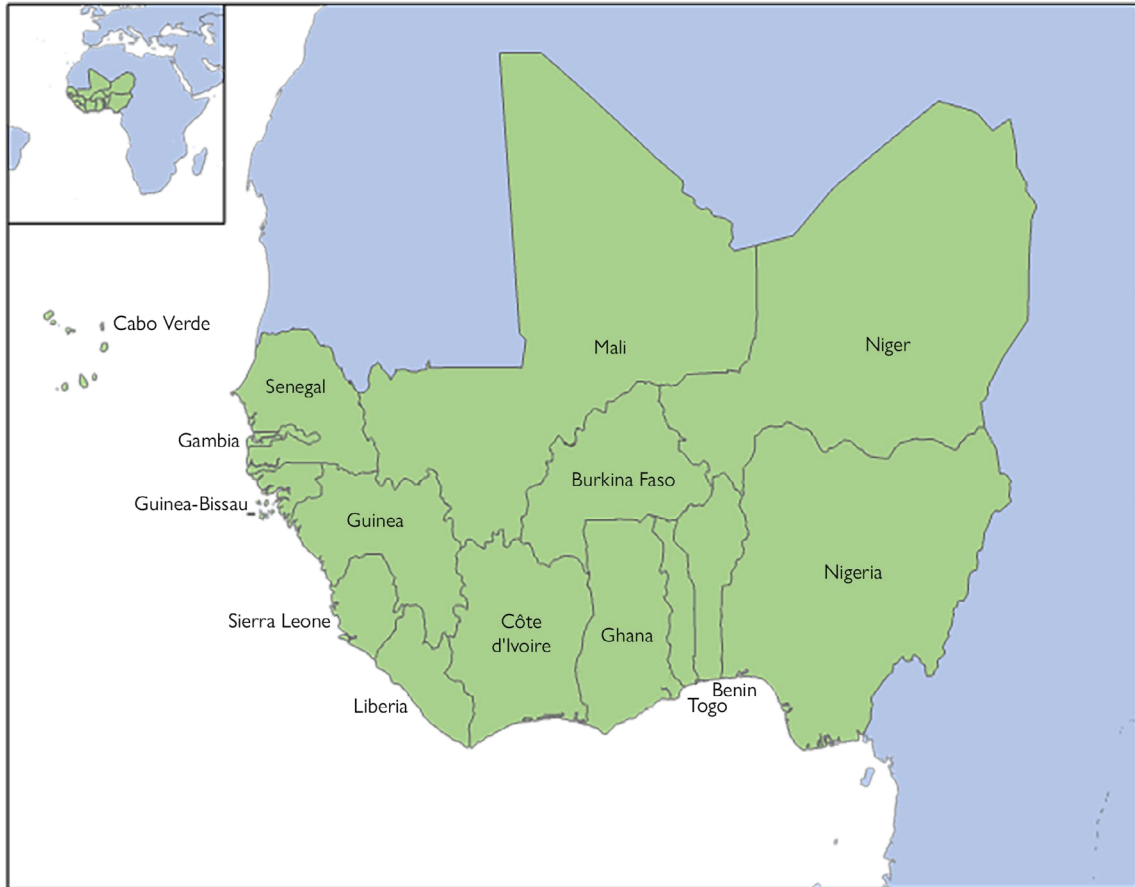 Cabo Verde
Mali
Niger
Senegal
Gambia
Burkina Faso
Guinea-Bissau
Guinea
Nigeria
Sierra Leone
Côte
d'Ivoire
Ghana
Benin
Togo
Liberia